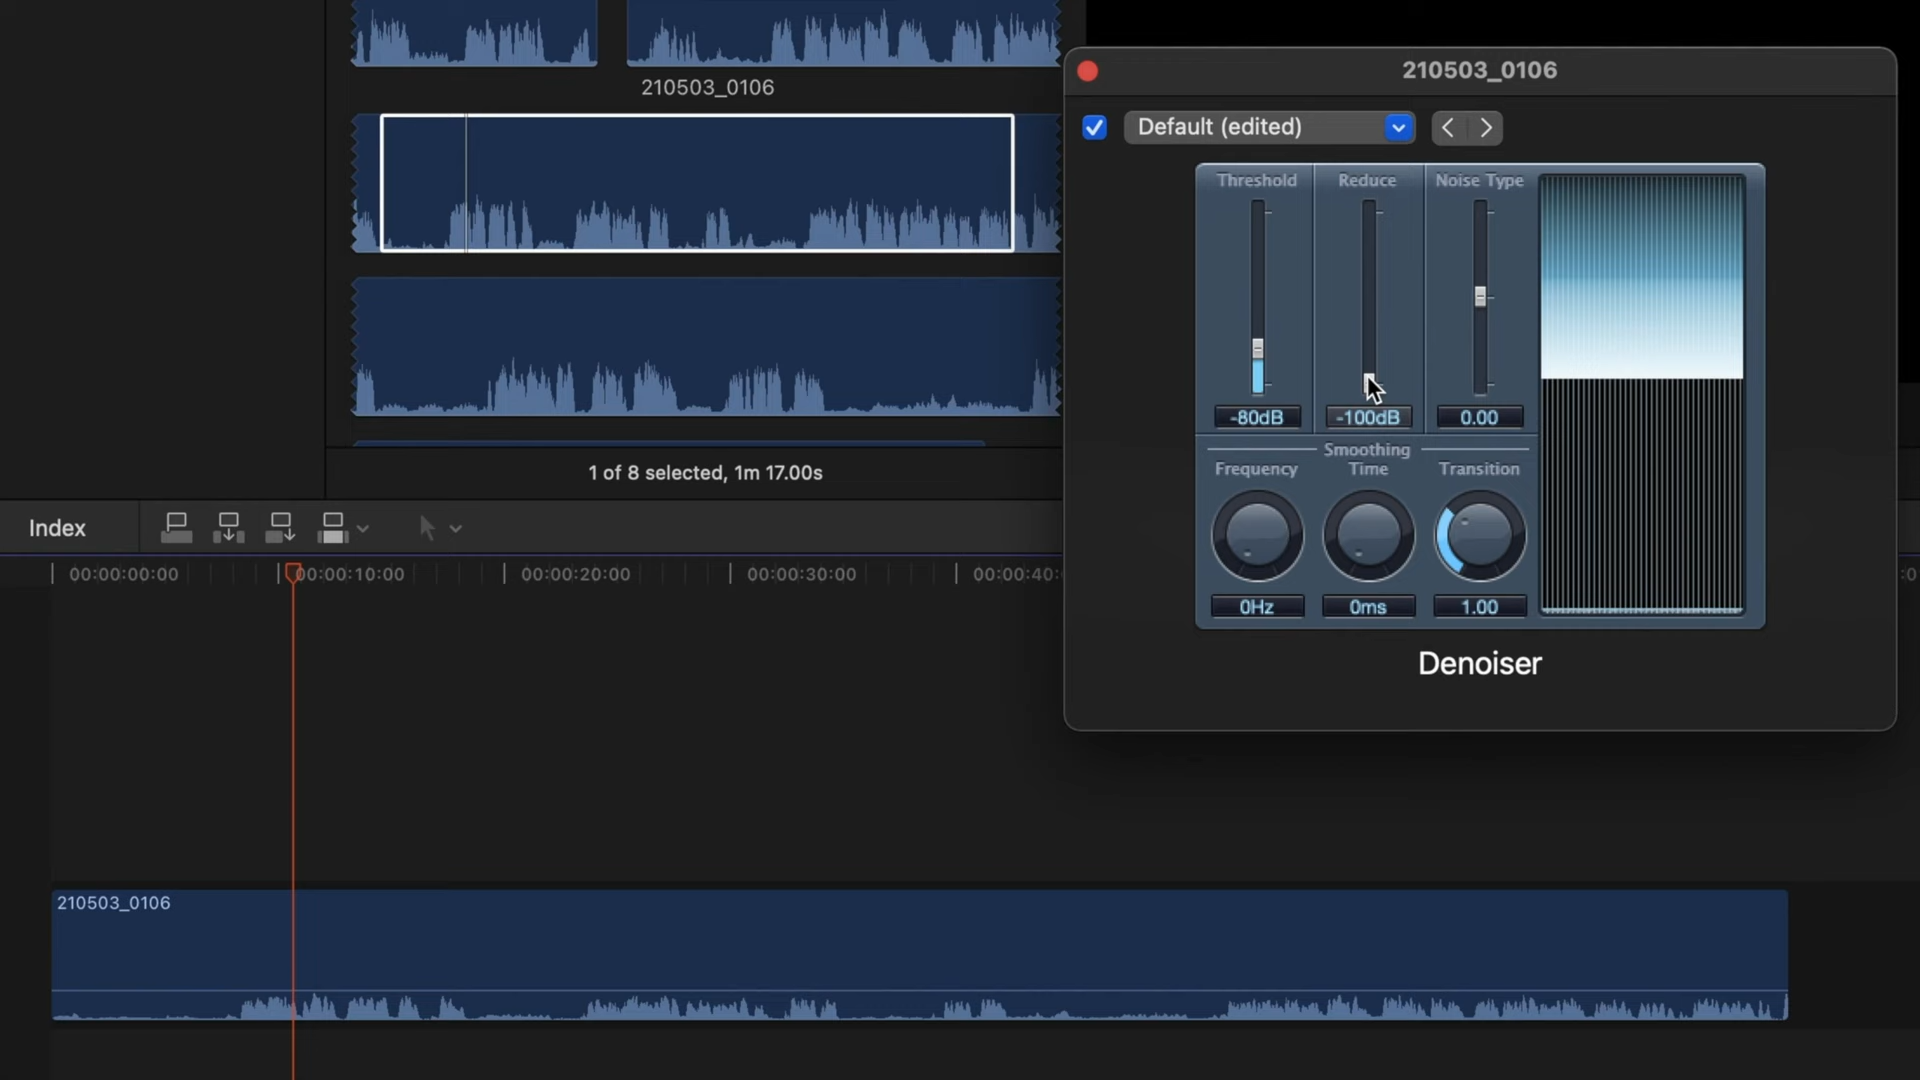 210503_0106
1 of 8 selected, 1m 17.00s
210503_0106
Default (edited)
Threshold
Reduce
Noise Type
-80dB
-100dB
0.00
Smoothing
Frequency
Time
Transition
0Hz
0ms
1.00
Denoiser
Index
00:00:00:00
00:00:10:00
00:00:20:00
00:00:30:00
00:00:40:
:0
210503_0106